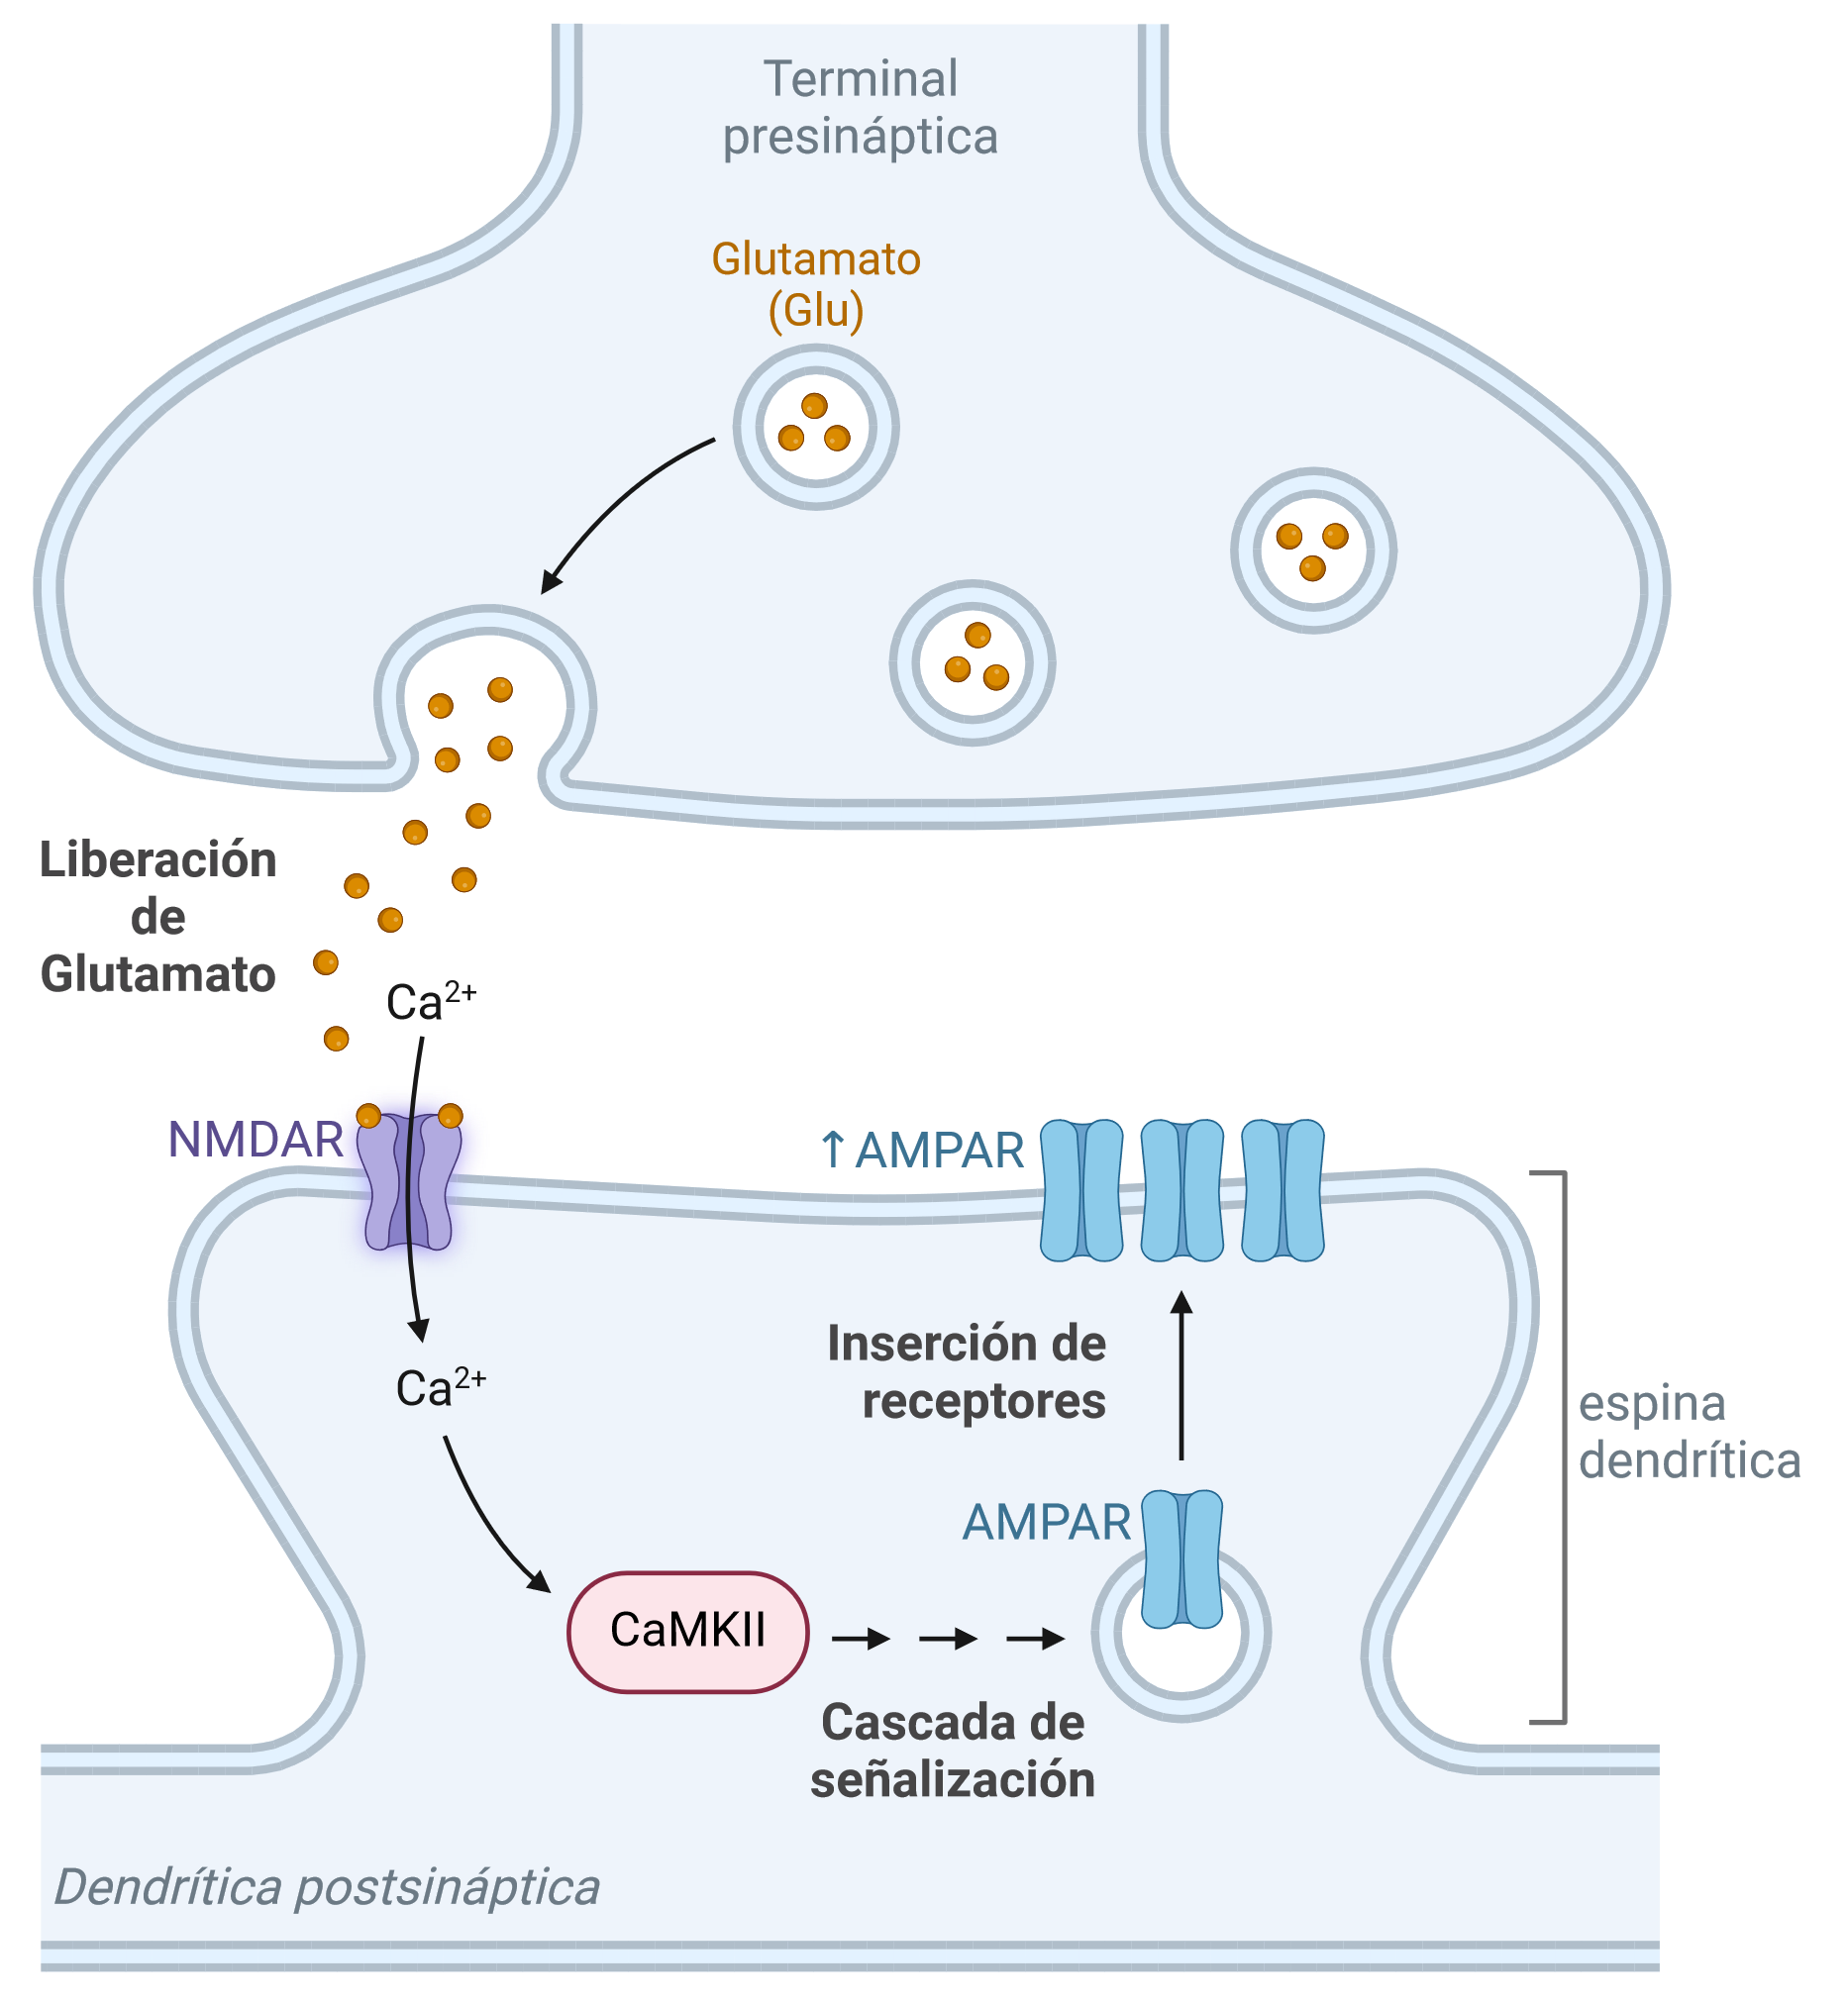 Terminal
presináptica
Glutamato
(Glu)
Liberación
de
Glutamato
Ca²⁺
NMDAR
↑AMPAR
Ca²⁺
Inserción de
receptores
espina
dendrítica
AMPAR
CaMKII
Cascada de
señalización
Dendrítica postsináptica